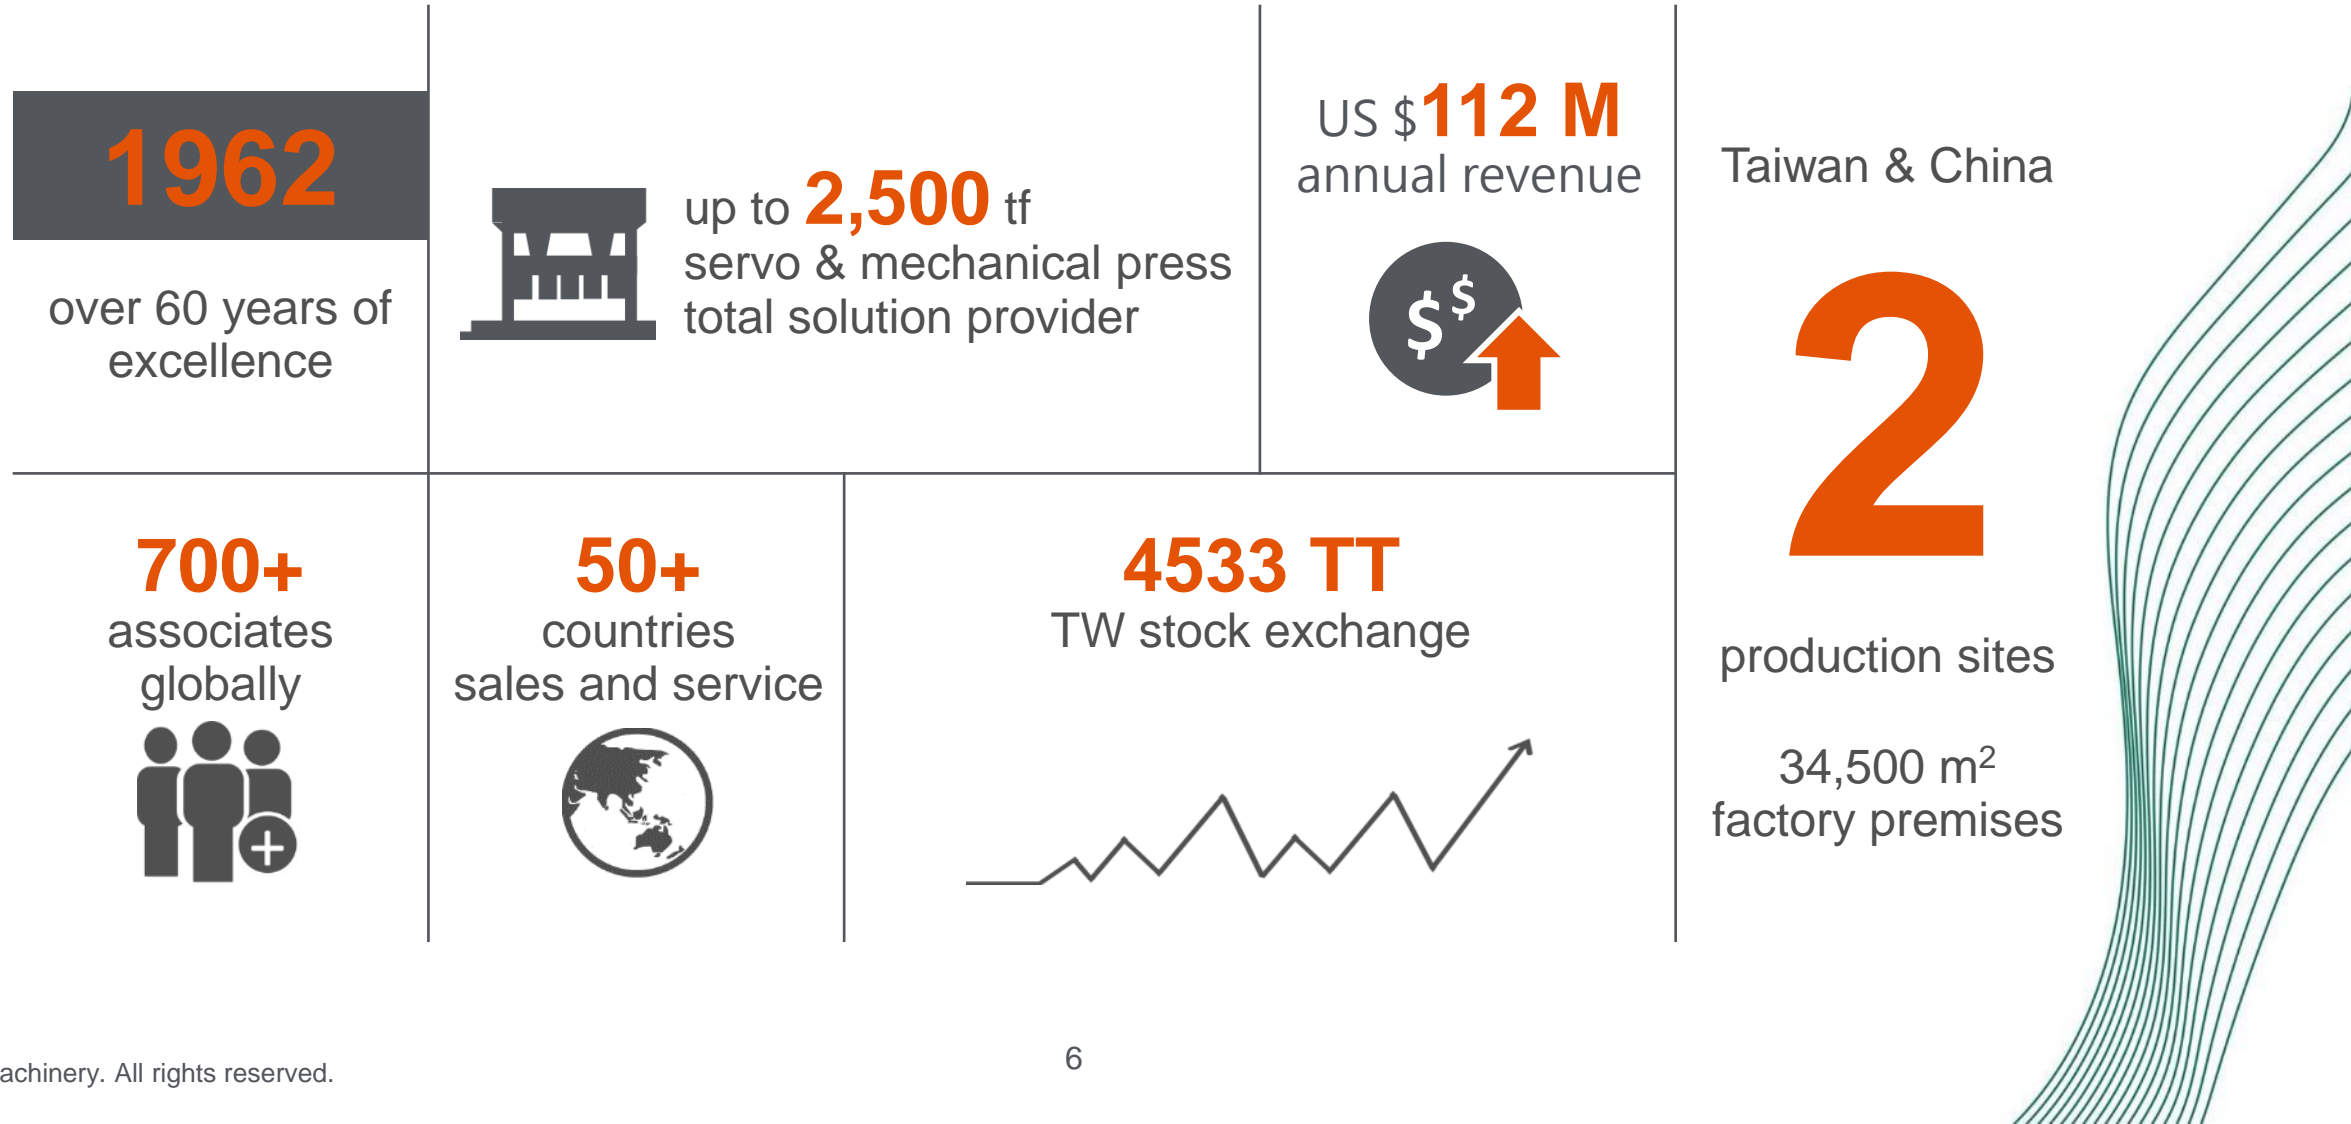 1962
over 60 years of
excellence
up to 2,500 tf
servo & mechanical press
total solution provider
US $112 M
annual revenue
$$
Taiwan & China
2
production sites
34,500 m²
factory premises
700+
associates
globally
50+
countries
sales and service
4533 TT
TW stock exchange
achinery. All rights reserved.
6